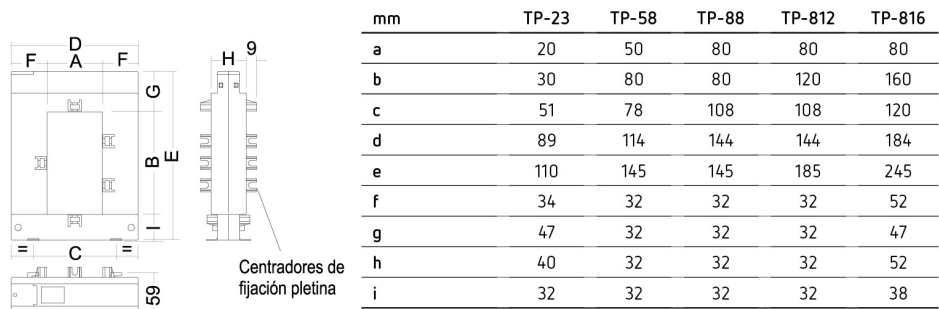 D
F A F
H
9
G
B
E
I
=
C
=
59
Centradores de
fijación pletina
mm TP-23 TP-58 TP-88 TP-812 TP-816
a 20 50 80 80 80
b 30 80 80 120 160
c 51 78 108 108 120
d 89 114 144 144 184
e 110 145 145 185 245
f 34 32 32 32 52
g 47 32 32 32 47
h 40 32 32 32 52
i 32 32 32 32 38